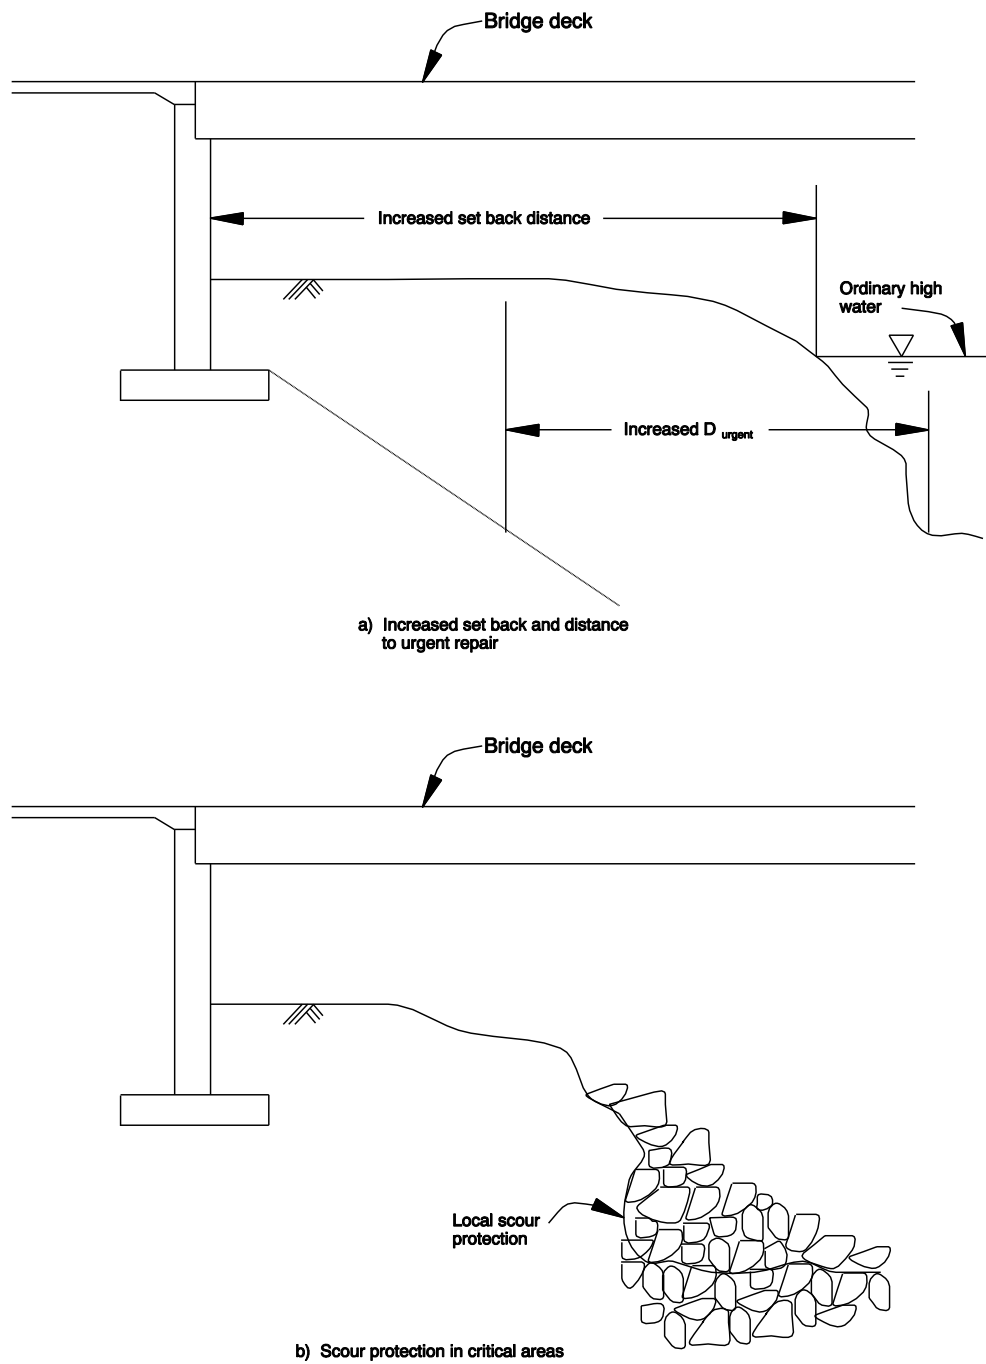 Bridge deck
Increased set back distance
Ordinary high
water
Increased D urgent
a) Increased set back and distance
to urgent repair
Bridge deck
Local scour
protection
b) Scour protection in critical areas